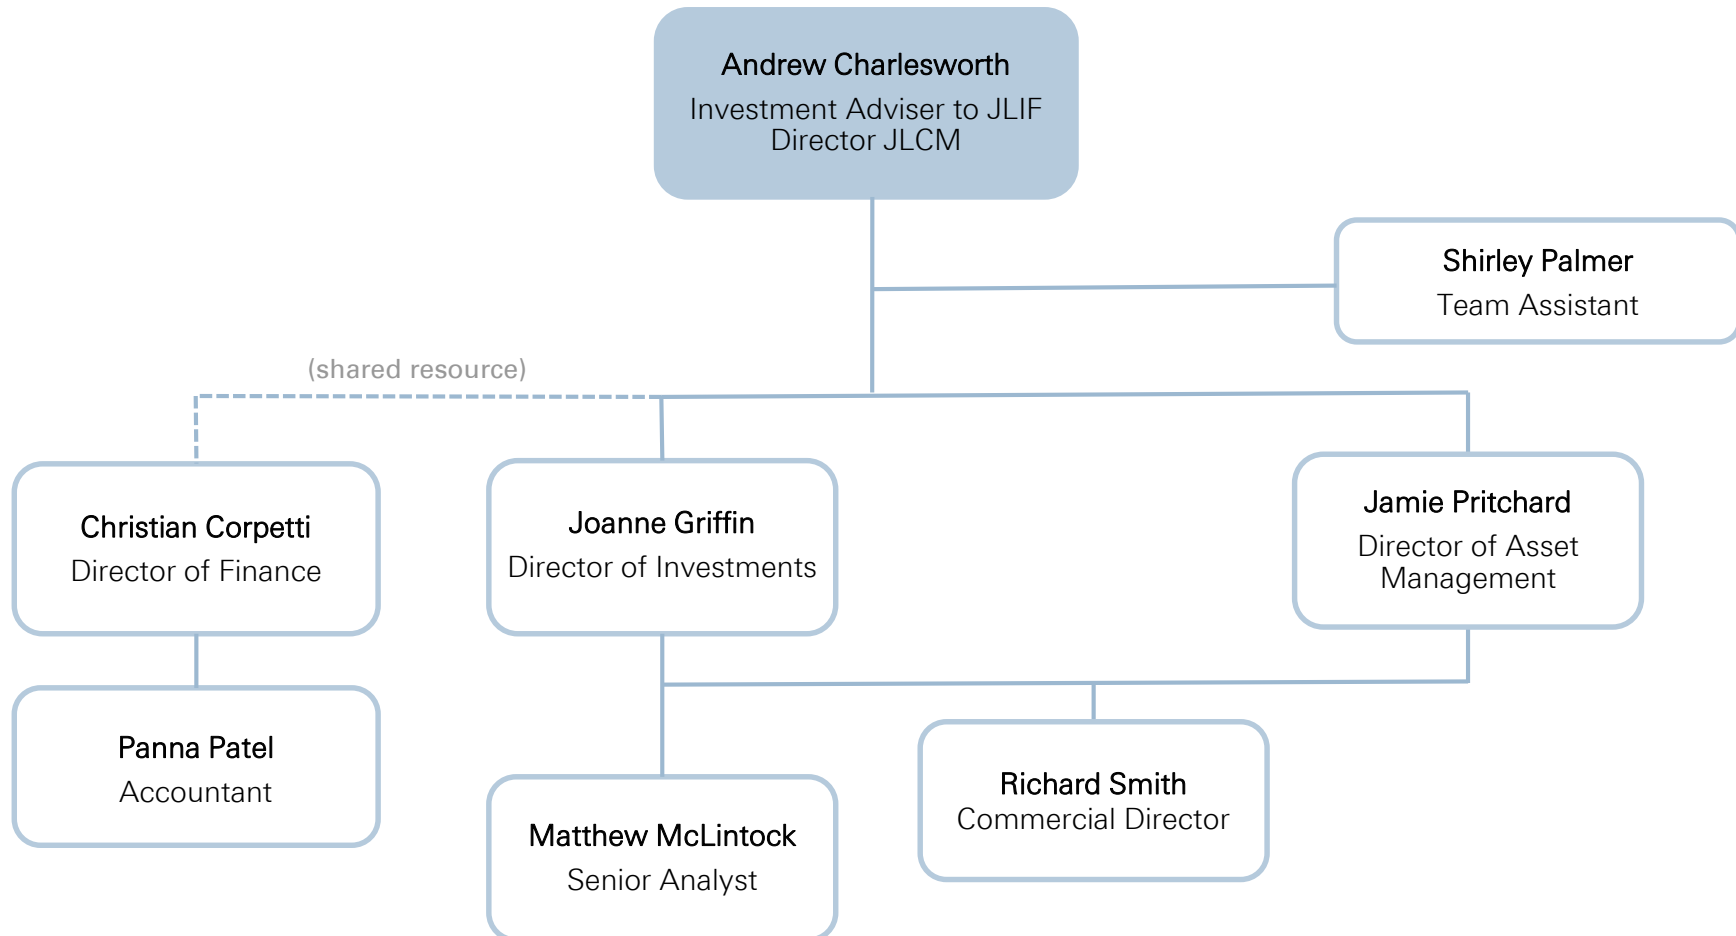 Andrew Charlesworth
Investment Adviser to JLIF
Director JLCM
Shirley Palmer
Team Assistant
(shared resource)
Christian Corpetti
Director of Finance
Joanne Griffin
Director of Investments
Jamie Pritchard
Director of Asset
Management
Panna Patel
Accountant
Matthew McLintock
Senior Analyst
Richard Smith
Commercial Director